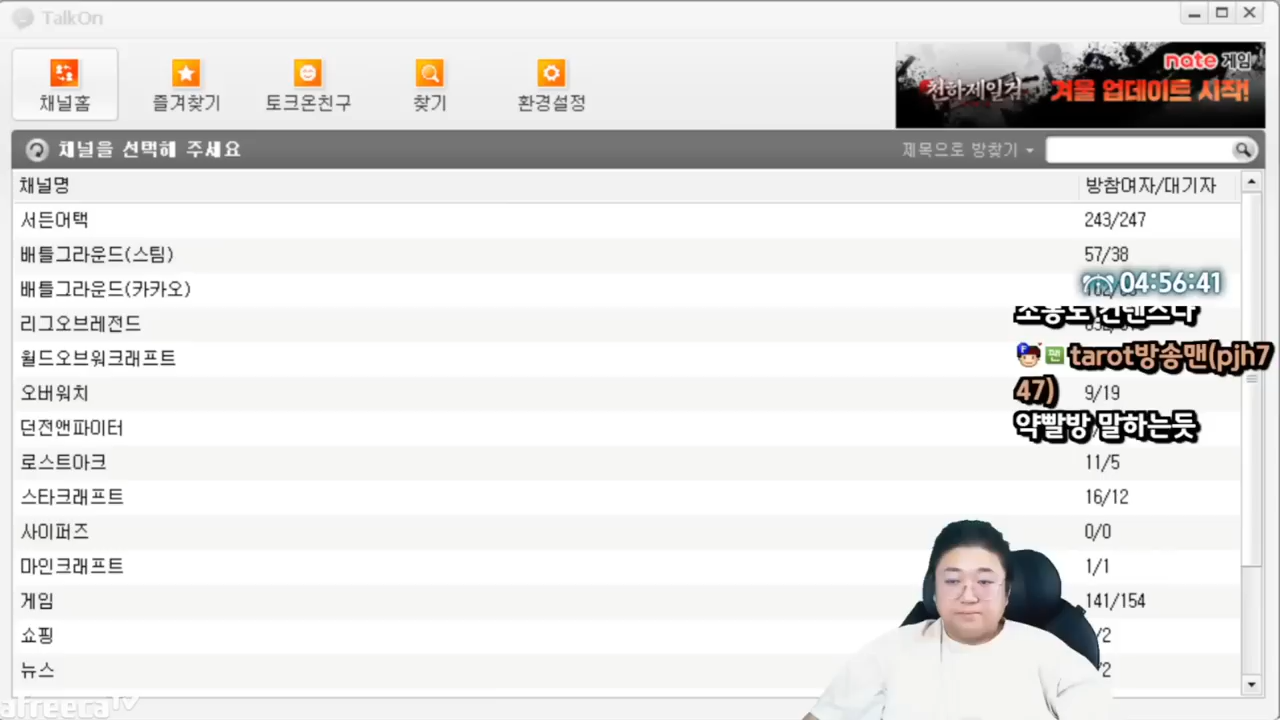 TalkOn
채널홈
즐겨찾기
토크온친구
찾기
환경설정
nate 게임
천하제일검 겨울 업데이트 시작!
채널을 선택해 주세요
제목으로 방찾기
채널명 방참여자/대기자
서든어택 243/247
배틀그라운드(스팀) 57/38
배틀그라운드(카카오)
04:56:41
리그오브레전드
월드오브워크래프트
tarot방송맨(pjh7
47)
오버워치 9/19
약빨방 말하는듯
던전앤파이터
로스트아크 11/5
스타크래프트 16/12
사이퍼즈 0/0
마인크래프트 1/1
게임 141/154
쇼핑 /2
뉴스 /2
afreecaTV